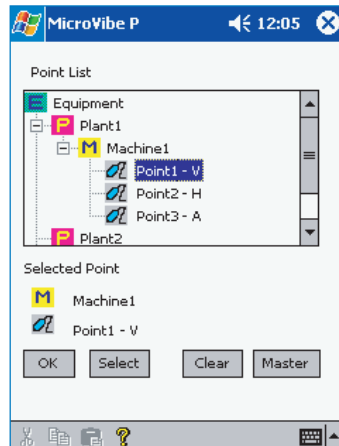 MicroVibe P 12:05
Point List
E Equipment
P Plant1
M Machine1
Point1 - V
Point2 - H
Point3 - A
P Plant2
Selected Point
M Machine1
Point1 - V
OK Select Clear Master
?